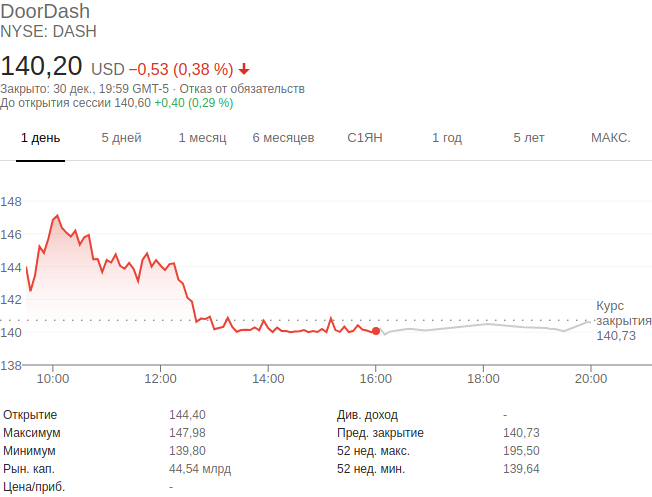 DoorDash
NYSE: DASH
140,20 USD −0,53 (0,38 %)
Закрыто: 30 дек., 19:59 GMT-5 · Отказ от обязательств
До открытия сессии 140,60 +0,40 (0,29 %)
1 день 5 дней 1 месяц 6 месяцев С1ЯН 1 год 5 лет МАКС.
148
146
144
142
Курс
закрытия
140,73
140
138
10:00 12:00 14:00 16:00 18:00 20:00
Открытие 144,40 Див. доход -
Максимум 147,98 Пред. закрытие 140,73
Минимум 139,80 52 нед. макс. 195,50
Рын. кап. 44,54 млрд 52 нед. мин. 139,64
Цена/приб. -